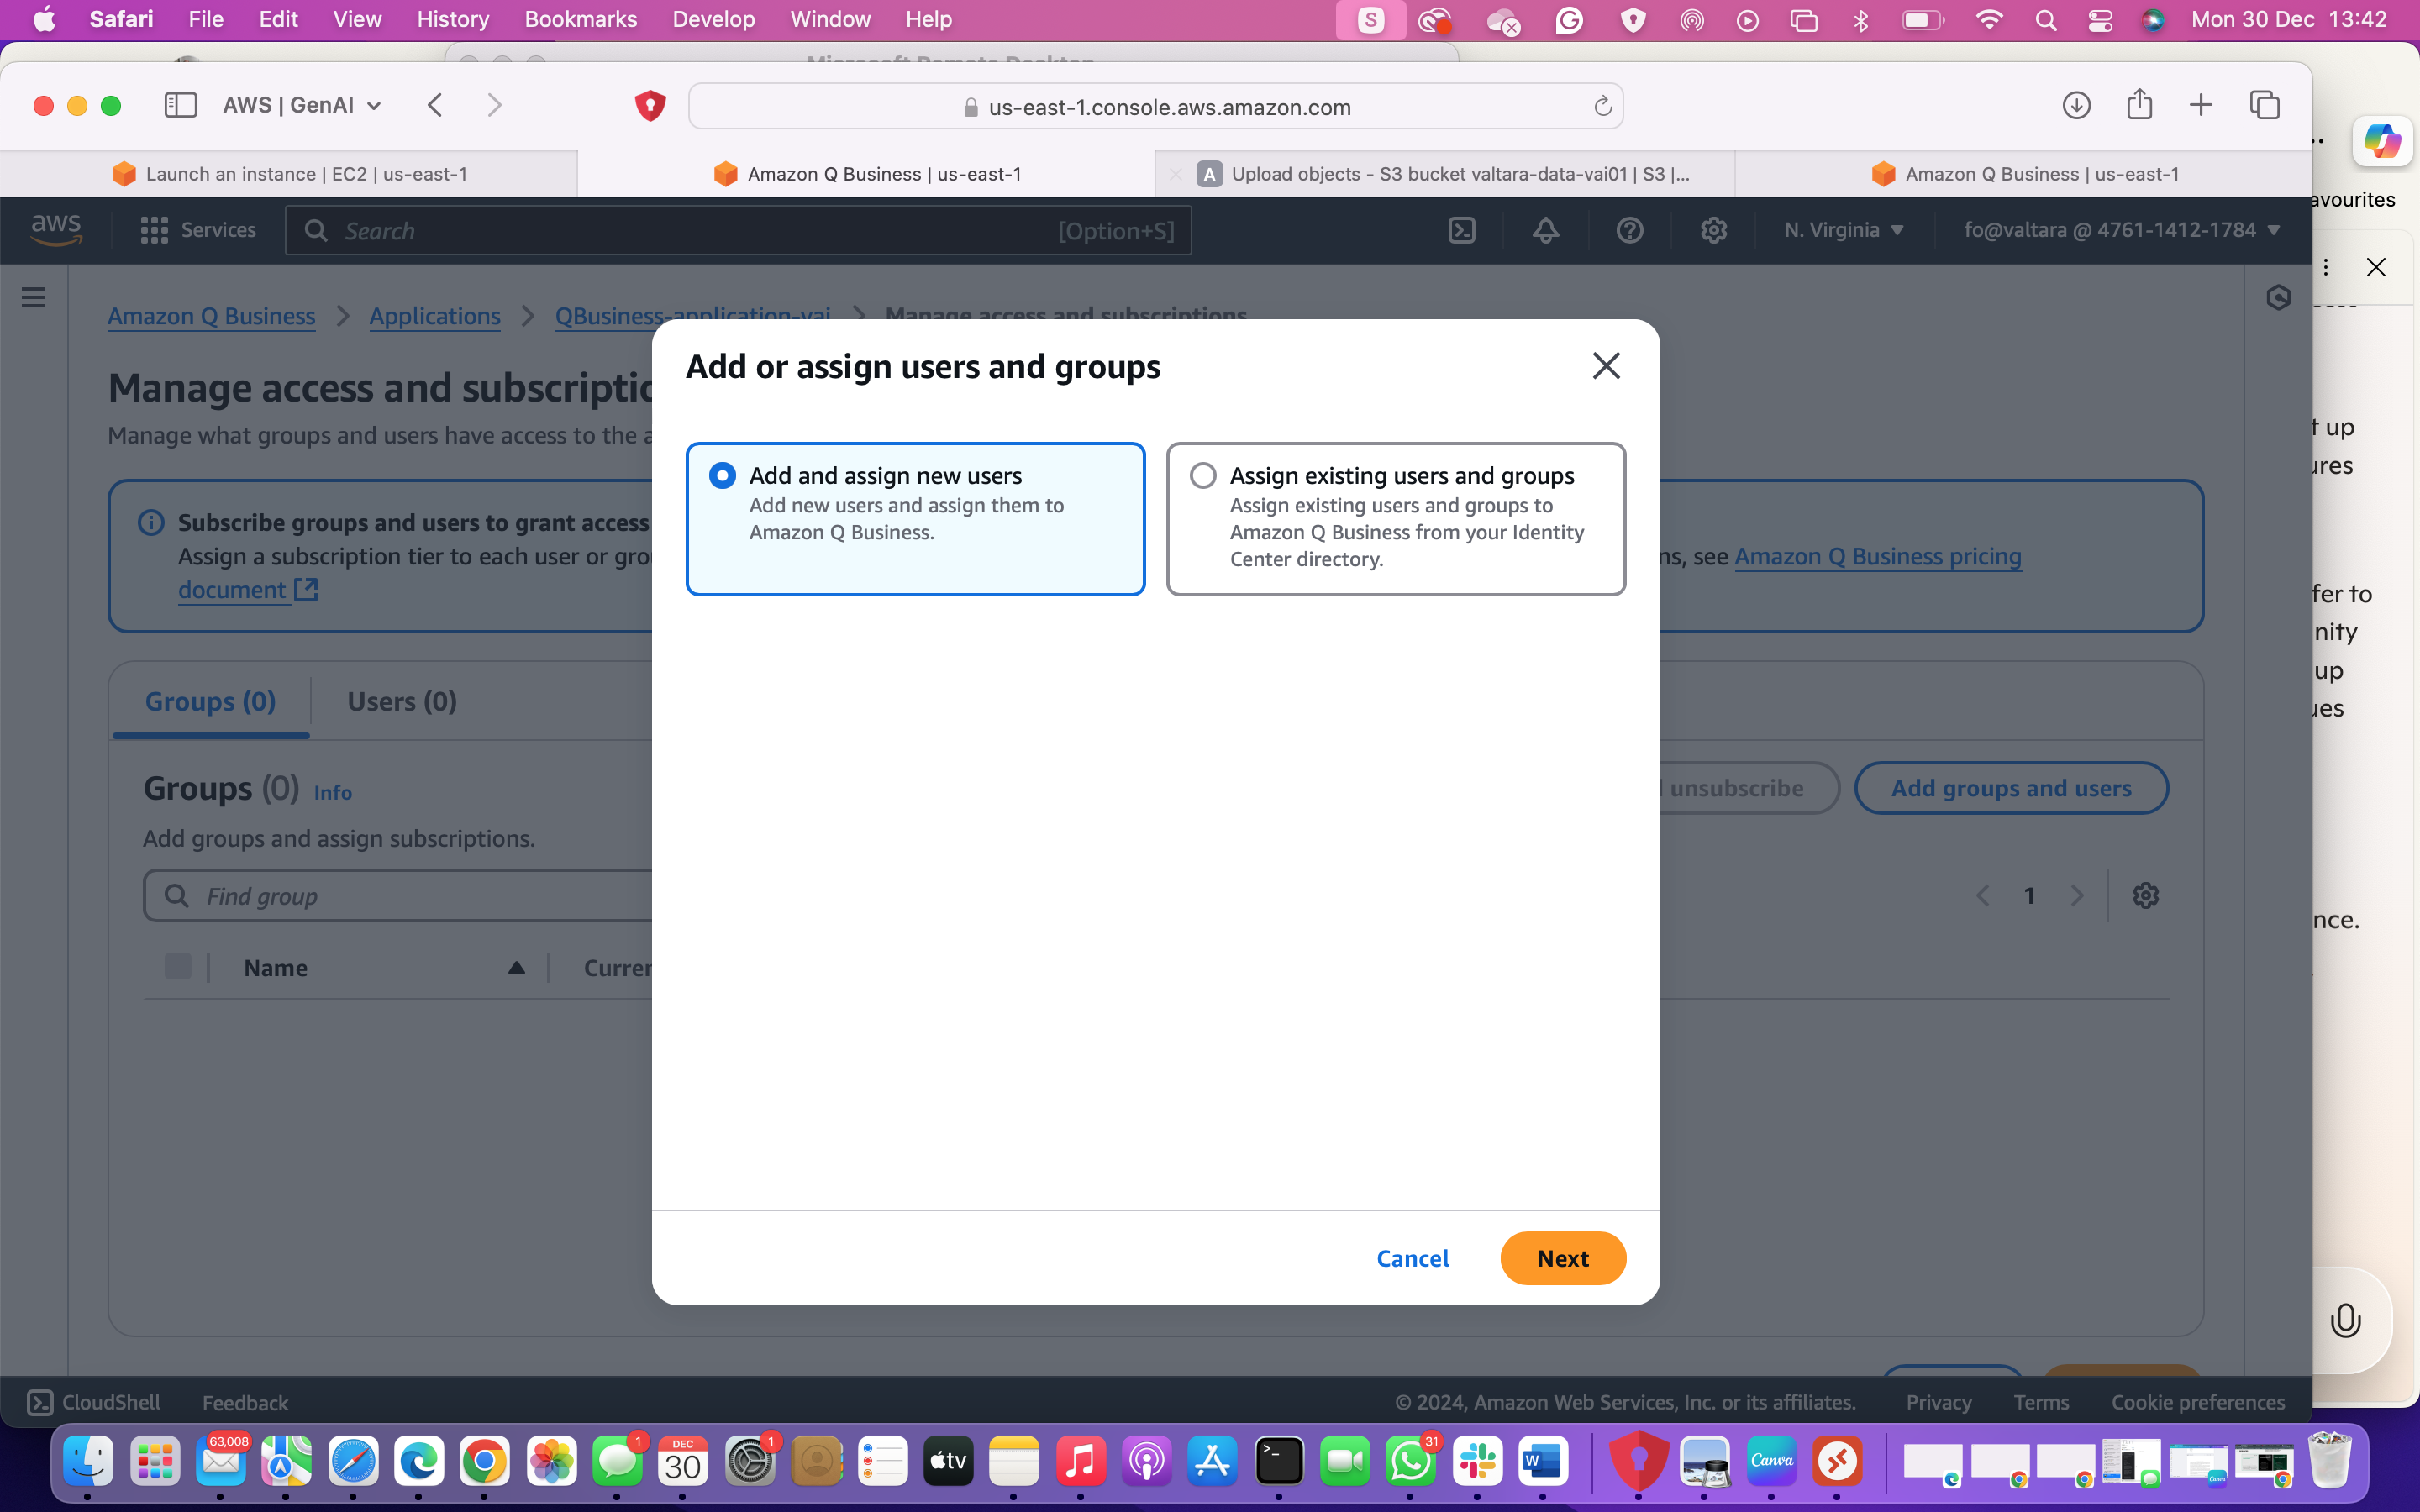 Safari File Edit View History Bookmarks Develop Window Help Mon 30 Dec 13:42
AWS | GenAI us-east-1.console.aws.amazon.com
Launch an instance | EC2 | us-east-1 Amazon Q Business | us-east-1 A Upload objects - S3 bucket valtara-data-vai01 | S3 |... Amazon Q Business | us-east-1
avourites
aws Services Search [Option+S] N. Virginia fo@valtara @ 4761-1412-1784
Amazon Q Business Applications QBusiness-application-vai Manage access and subscriptions
Add or assign users and groups
Manage access and subscriptio
Manage what groups and users have access to the a
Add and assign new users
Add new users and assign them to
Amazon Q Business.
Assign existing users and groups
Assign existing users and groups to
Amazon Q Business from your Identity
Center directory.
Subscribe groups and users to grant access
Assign a subscription tier to each user or gro
ns, see Amazon Q Business pricing
document
t up
ures
fer to
nity
up
ues
nce.
Groups (0) Users (0)
Groups (0) Info
unsubscribe Add groups and users
Add groups and assign subscriptions.
Find group
1
Name Curren
Cancel Next
CloudShell Feedback © 2024, Amazon Web Services, Inc. or its affiliates. Privacy Terms Cookie preferences
63,008 1 DEC 30 1 tv 31 W Canva